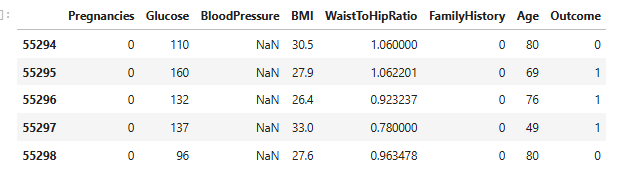 ]:
Pregnancies Glucose BloodPressure BMI WaistToHipRatio FamilyHistory Age Outcome
55294 0 110 NaN 30.5 1.060000 0 80 0
55295 0 160 NaN 27.9 1.062201 0 69 1
55296 0 132 NaN 26.4 0.923237 0 76 1
55297 0 137 NaN 33.0 0.780000 0 49 1
55298 0 96 NaN 27.6 0.963478 0 80 0